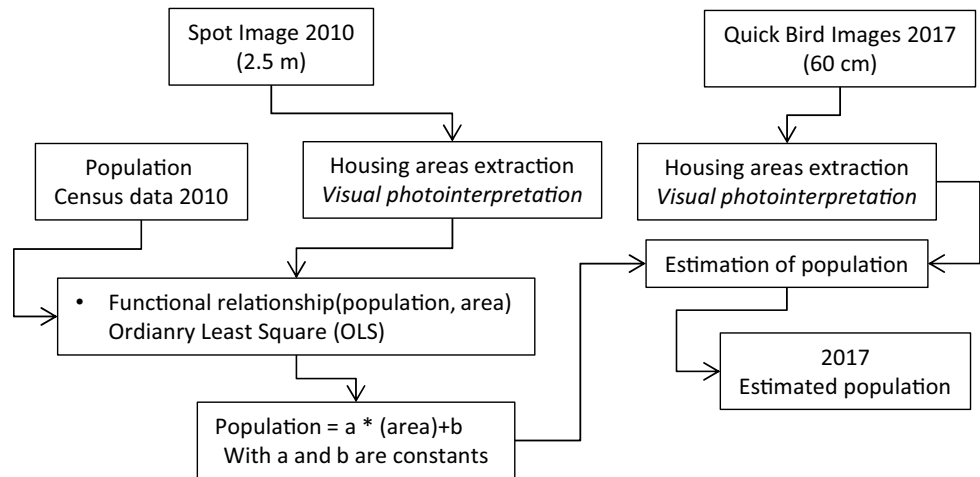 Spot Image 2010
(2.5 m)
Quick Bird Images 2017
(60 cm)
Population
Census data 2010
Housing areas extraction
Visual photointerpretation
Housing areas extraction
Visual photointerpretation
Estimation of population
• Functional relationship(population, area)
Ordianry Least Square (OLS)
2017
Estimated population
Population = a * (area)+b
With a and b are constants